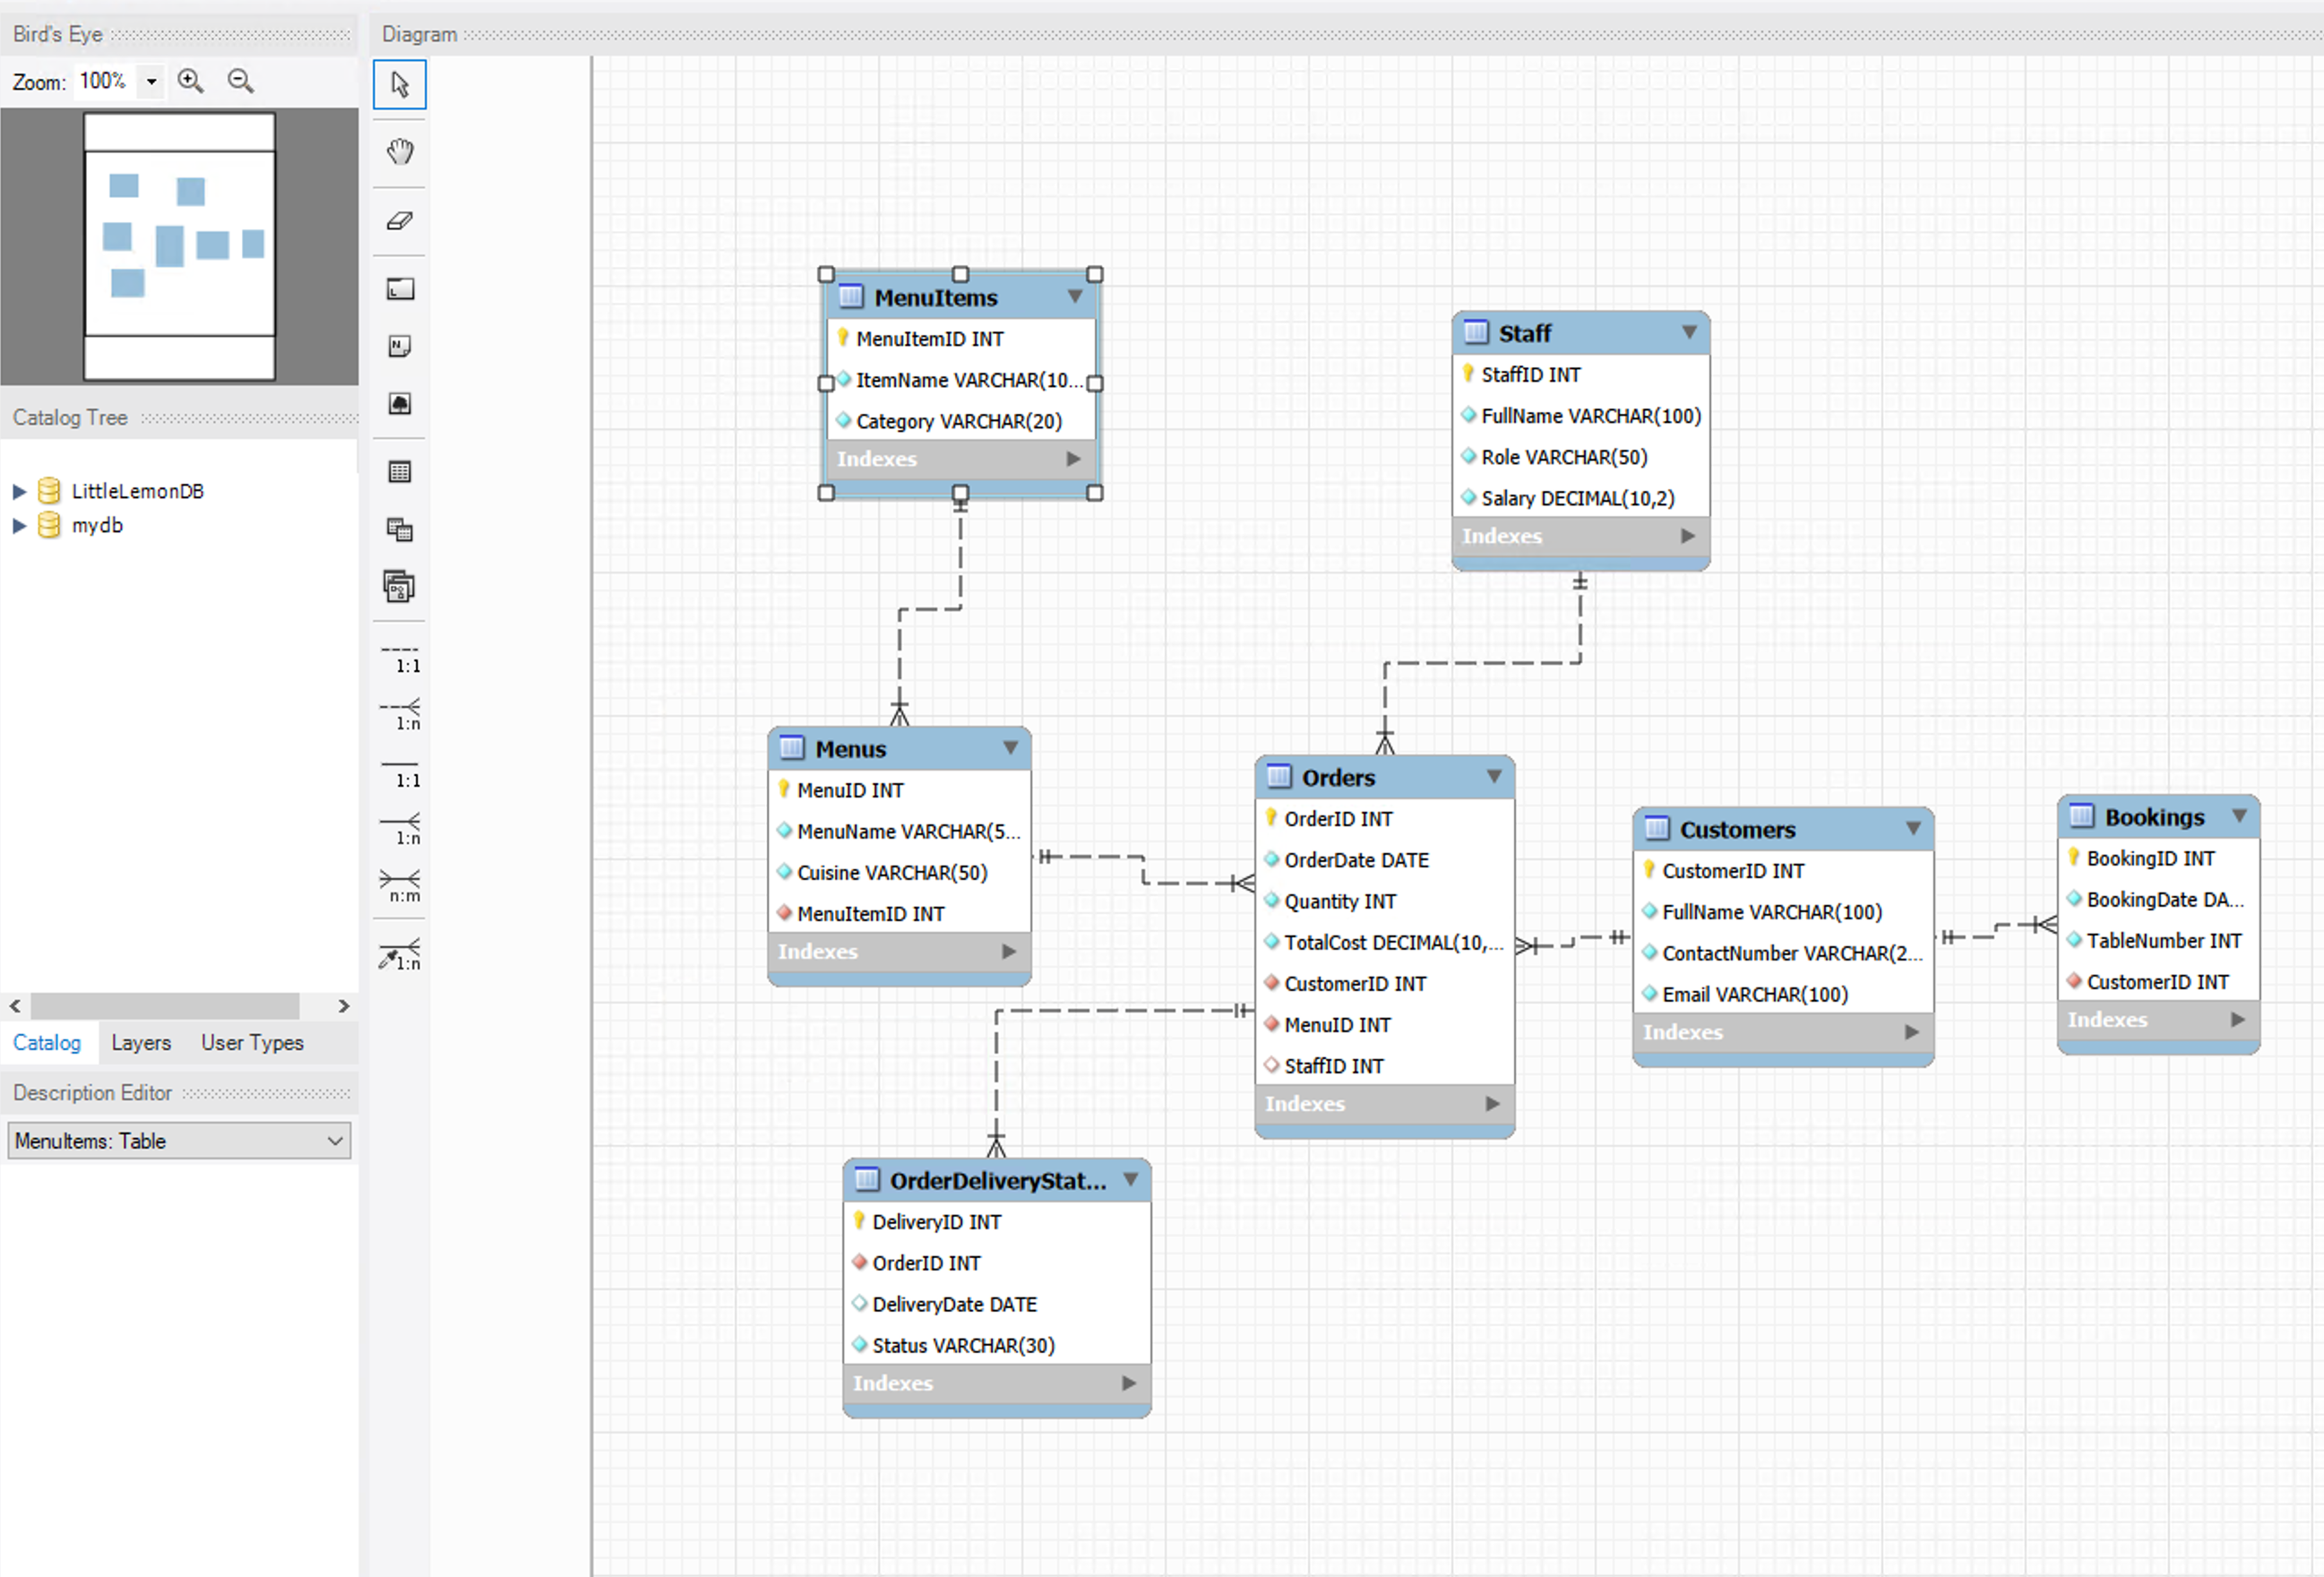 Bird's Eye
Zoom: 100%
Catalog Tree
LittleLemonDB
mydb
Catalog Layers User Types
Description Editor
MenuItems: Table
Diagram
1:1
1:n
1:1
1:n
n:m
1:n
MenuItems
MenuItemID INT
ItemName VARCHAR(10...
Category VARCHAR(20)
Indexes
Staff
StaffID INT
FullName VARCHAR(100)
Role VARCHAR(50)
Salary DECIMAL(10,2)
Indexes
Menus
MenuID INT
MenuName VARCHAR(5...
Cuisine VARCHAR(50)
MenuItemID INT
Indexes
Orders
OrderID INT
OrderDate DATE
Quantity INT
TotalCost DECIMAL(10,...
CustomerID INT
MenuID INT
StaffID INT
Indexes
Customers
CustomerID INT
FullName VARCHAR(100)
ContactNumber VARCHAR(2...
Email VARCHAR(100)
Indexes
Bookings
BookingID INT
BookingDate DA...
TableNumber INT
CustomerID INT
Indexes
OrderDeliveryStat...
DeliveryID INT
OrderID INT
DeliveryDate DATE
Status VARCHAR(30)
Indexes